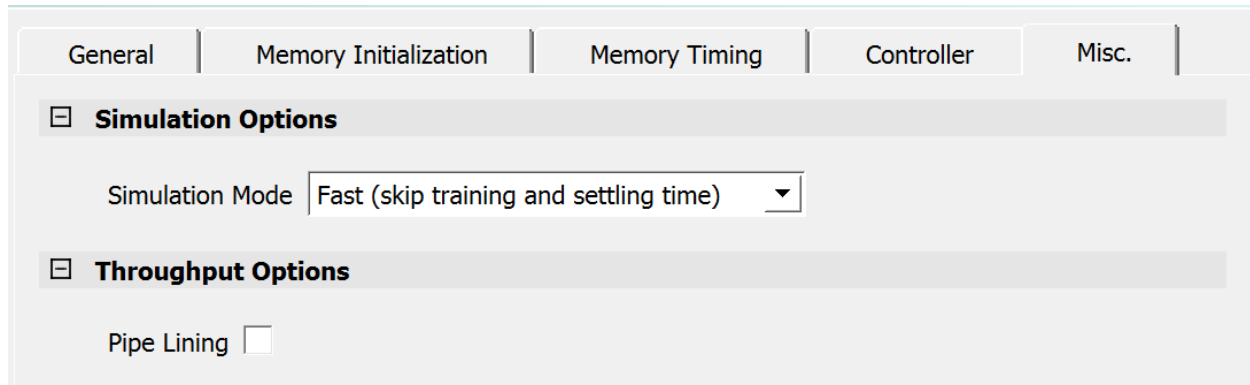 General Memory Initialization Memory Timing Controller Misc.
Simulation Options
Simulation Mode Fast (skip training and settling time)
Throughput Options
Pipe Lining